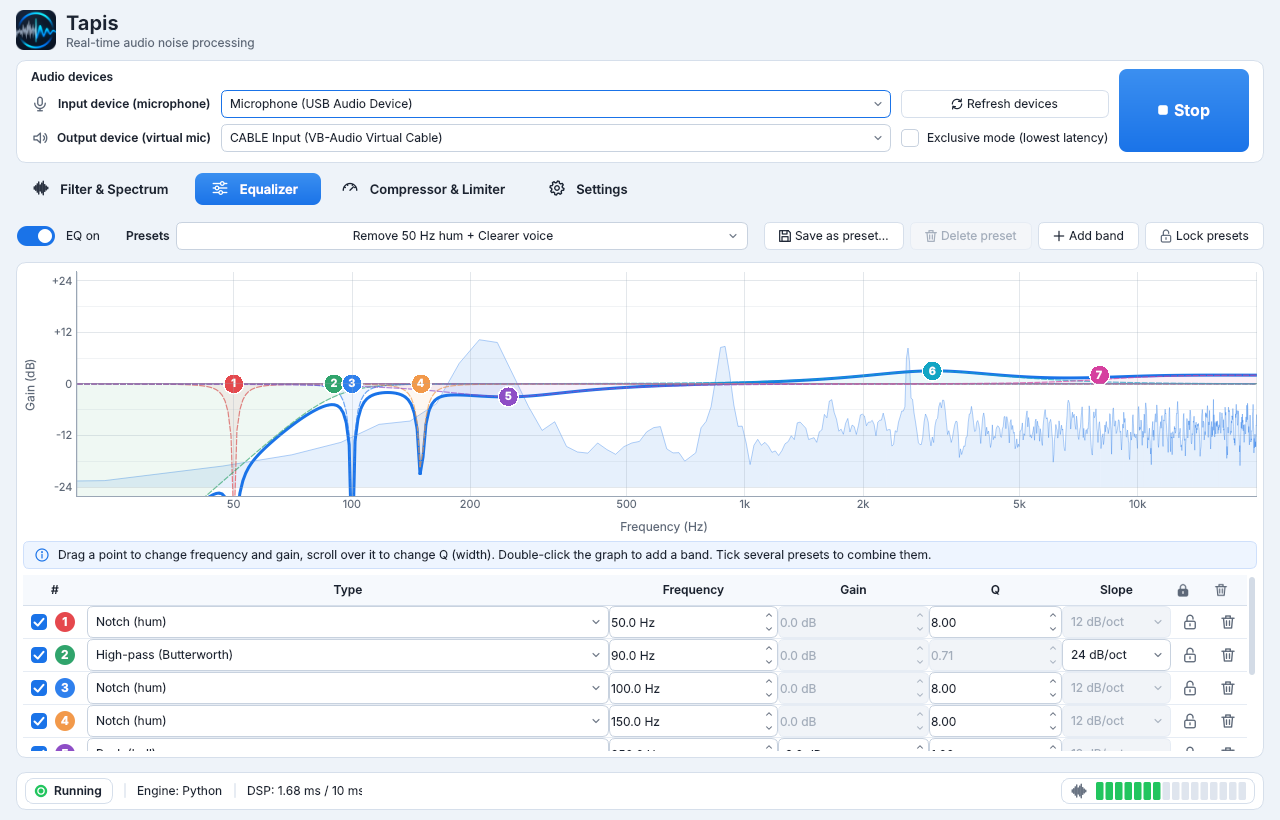 Tapis
Real-time audio noise processing
Audio devices
Input device (microphone) Microphone (USB Audio Device) Refresh devices Stop
Output device (virtual mic) CABLE Input (VB-Audio Virtual Cable) Exclusive mode (lowest latency)
Filter & Spectrum Equalizer Compressor & Limiter Settings
EQ on Presets Remove 50 Hz hum + Clearer voice Save as preset... Delete preset Add band Lock presets
+24
+12
0
-12
-24
Gain (dB)
1 2 3 4 5 6 7
50 100 200 500 1k 2k 5k 10k
Frequency (Hz)
Drag a point to change frequency and gain, scroll over it to change Q (width). Double-click the graph to add a band. Tick several presets to combine them.
# Type Frequency Gain Q Slope
1 Notch (hum) 50.0 Hz 0.0 dB 8.00 12 dB/oct
2 High-pass (Butterworth) 90.0 Hz 0.0 dB 0.71 24 dB/oct
3 Notch (hum) 100.0 Hz 0.0 dB 8.00 12 dB/oct
4 Notch (hum) 150.0 Hz 0.0 dB 8.00 12 dB/oct
Running Engine: Python DSP: 1.68 ms / 10 ms